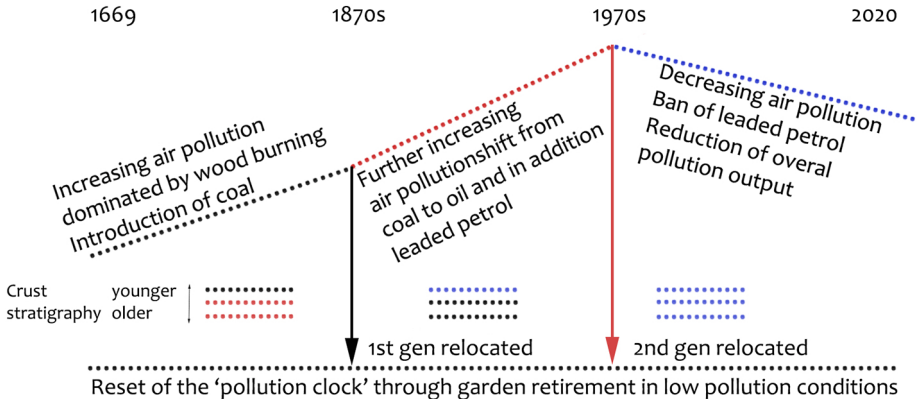 1669 1870s 1970s 2020
Increasing air pollution
dominated by wood burning
Introduction of coal
Further increasing
air pollutionshift from
coal to oil and in addition
leaded petrol
Decreasing air pollution
Ban of leaded petrol
Reduction of overal
pollution output
Crust younger
stratigraphy older
1st gen relocated
2nd gen relocated
Reset of the ‘pollution clock’ through garden retirement in low pollution conditions